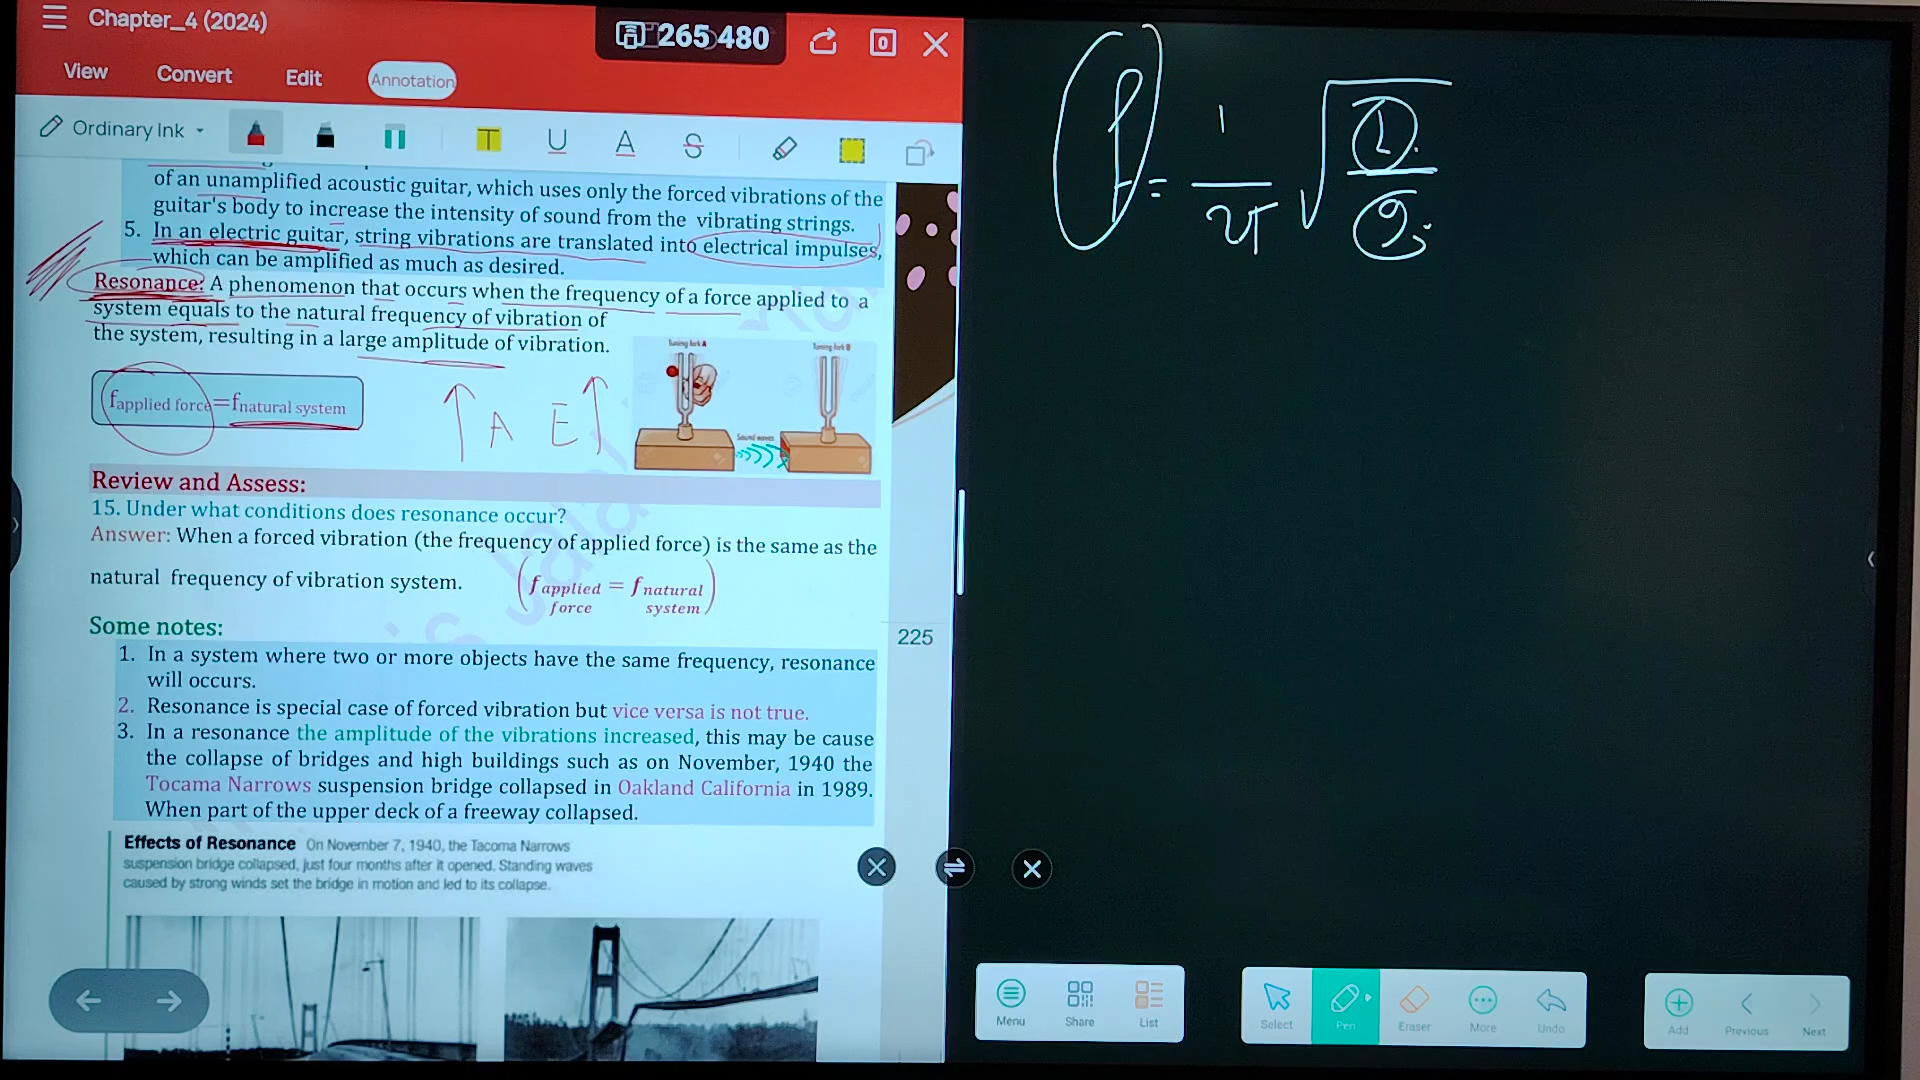 Chapter_4 (2024)
265 480
View Convert Edit Annotation
Ordinary Ink
of an unamplified acoustic guitar, which uses only the forced vibrations of the
guitar's body to increase the intensity of sound from the vibrating strings.
5. In an electric guitar, string vibrations are translated into electrical impulses,
which can be amplified as much as desired.
Resonance: A phenomenon that occurs when the frequency of a force applied to a
system equals to the natural frequency of vibration of
the system, resulting in a large amplitude of vibration.
Tuning fork A
Tuning fork B
Sound waves
fapplied force=fnatural system
↑ A E ↑
Review and Assess:
15. Under what conditions does resonance occur?
Answer: When a forced vibration (the frequency of applied force) is the same as the
natural frequency of vibration system. (f applied force = f natural system)
Some notes:
1. In a system where two or more objects have the same frequency, resonance
will occurs.
2. Resonance is special case of forced vibration but vice versa is not true.
3. In a resonance the amplitude of the vibrations increased, this may be cause
the collapse of bridges and high buildings such as on November, 1940 the
Tocama Narrows suspension bridge collapsed in Oakland California in 1989.
When part of the upper deck of a freeway collapsed.
225
Effects of Resonance On November 7, 1940, the Tacoma Narrows
suspension bridge collapsed, just four months after it opened. Standing waves
caused by strong winds set the bridge in motion and led to its collapse.
f = 1
Menu Share List
Select Pen Eraser More Undo
Add Previous Next